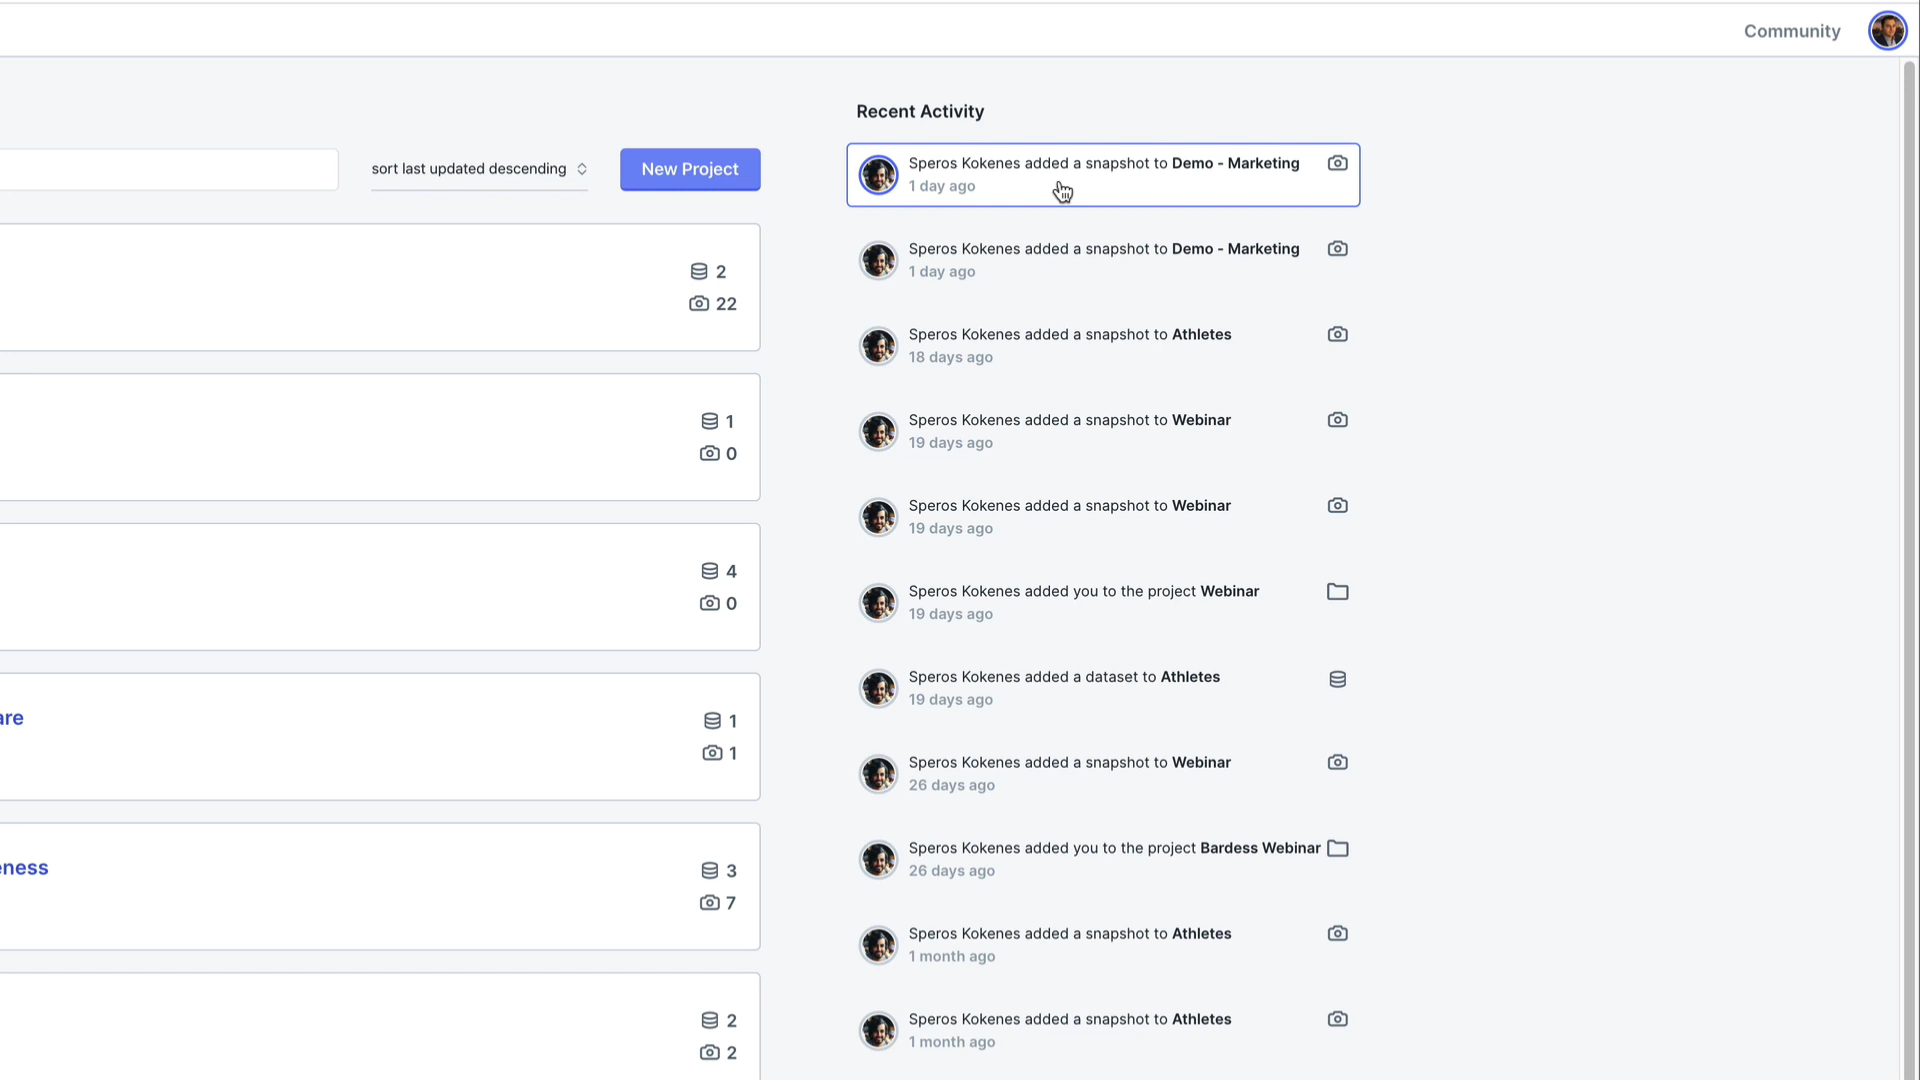 Community
Recent Activity
sort last updated descending
New Project
Speros Kokenes added a snapshot to Demo - Marketing
1 day ago
Speros Kokenes added a snapshot to Demo - Marketing
1 day ago
2
22
Speros Kokenes added a snapshot to Athletes
18 days ago
1
0
Speros Kokenes added a snapshot to Webinar
19 days ago
Speros Kokenes added a snapshot to Webinar
19 days ago
4
0
Speros Kokenes added you to the project Webinar
19 days ago
Speros Kokenes added a dataset to Athletes
19 days ago
are
1
1
Speros Kokenes added a snapshot to Webinar
26 days ago
Speros Kokenes added you to the project Bardess Webinar
26 days ago
eness
3
7
Speros Kokenes added a snapshot to Athletes
1 month ago
Speros Kokenes added a snapshot to Athletes
1 month ago
2
2